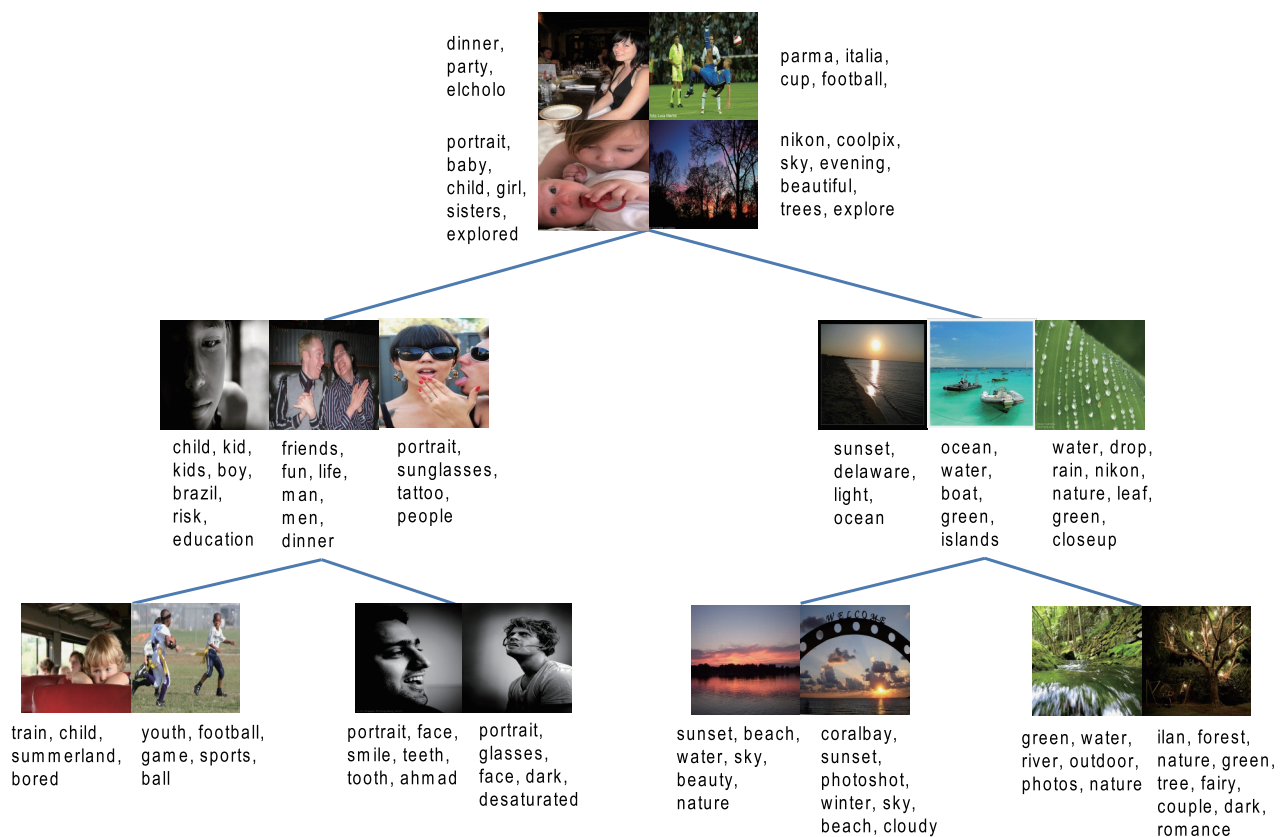 dinner,
party,
elcholo
parma, italia,
cup, football,
portrait,
baby,
child, girl,
sisters,
explored
nikon, coolpix,
sky, evening,
beautiful,
trees, explore
child, kid,
kids, boy,
brazil,
risk,
education
friends,
fun, life,
man,
men,
dinner
portrait,
sunglasses,
tattoo,
people
sunset,
delaware,
light,
ocean
ocean,
water,
boat,
green,
islands
water, drop,
rain, nikon,
nature, leaf,
green,
closeup
WELCOME
train, child,
summerland,
bored
youth, football,
game, sports,
ball
portrait, face,
smile, teeth,
tooth, ahmad
portrait,
glasses,
face, dark,
desaturated
sunset, beach,
water, sky,
beauty,
nature
coralbay,
sunset,
photoshot,
winter, sky,
beach, cloudy
green, water,
river, outdoor,
photos, nature
ilan, forest,
nature, green,
tree, fairy,
couple, dark,
romance